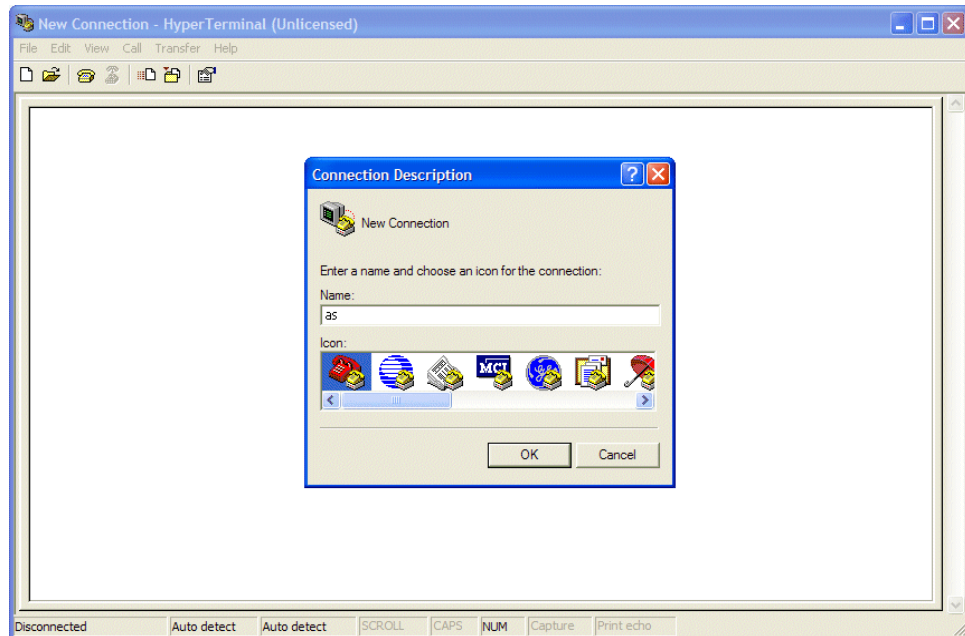 New Connection - HyperTerminal (Unlicensed)
File Edit View Call Transfer Help
Connection Description
New Connection
Enter a name and choose an icon for the connection:
Name:
as
Icon:
MCI
OK Cancel
Disconnected Auto detect Auto detect SCROLL CAPS NUM Capture Print echo